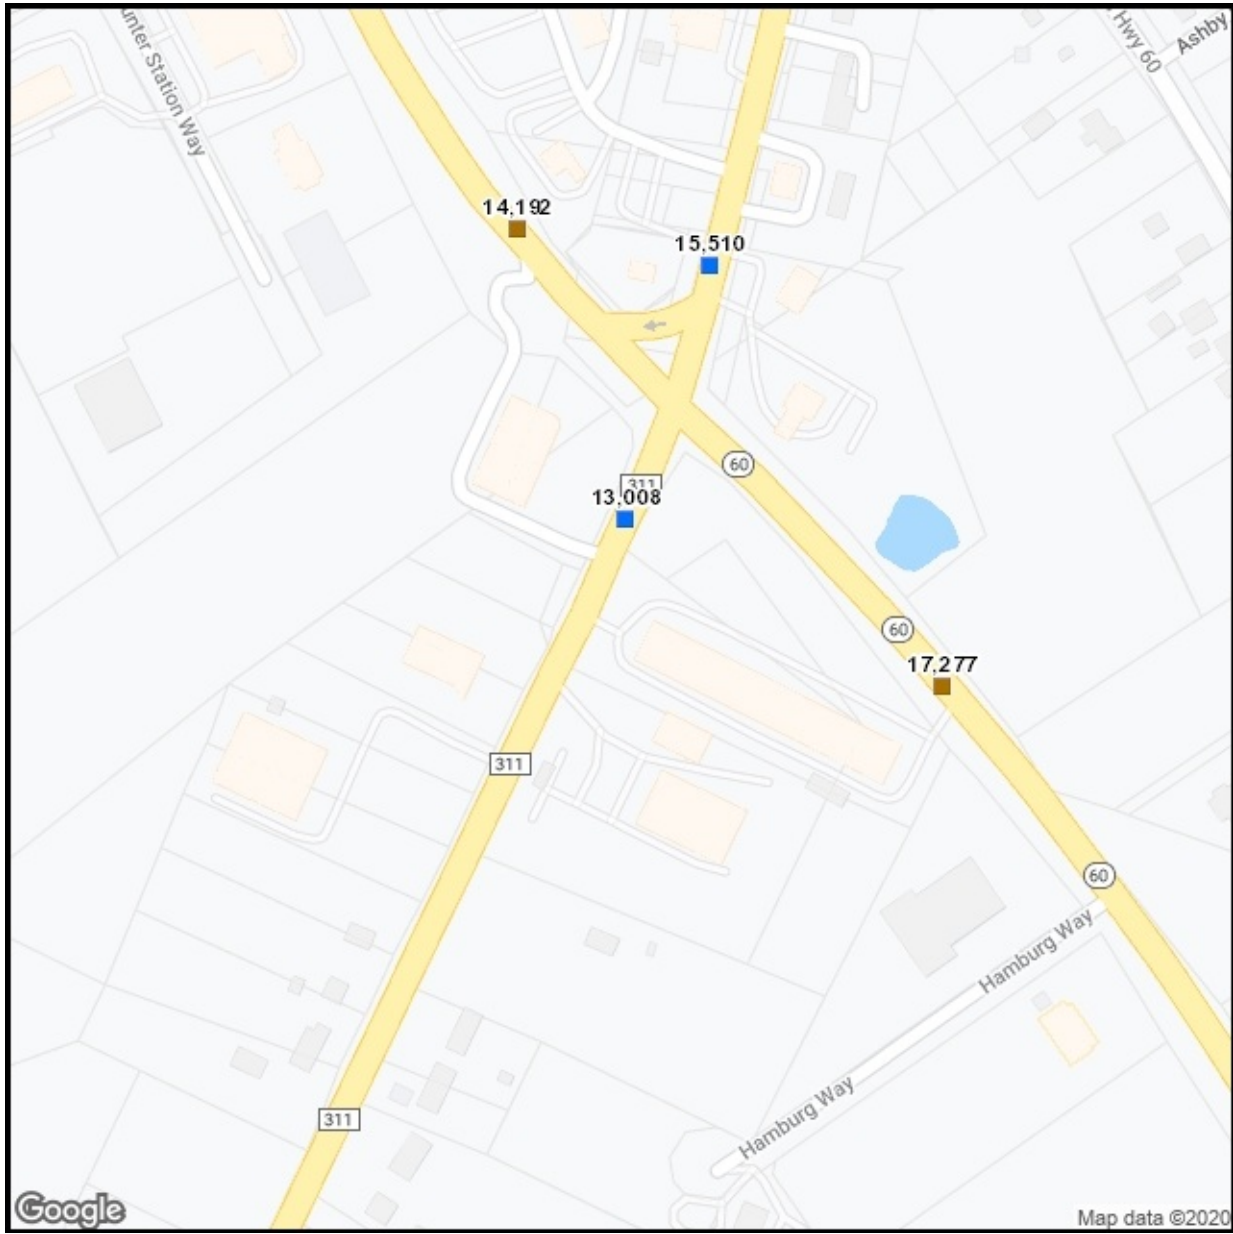 unter Station Way
Hwy 60
Ashby
14,192
15,510
60
311
13,008
60
17,277
311
60
Hamburg Way
Hamburg Way
311
Google
Map data ©2020